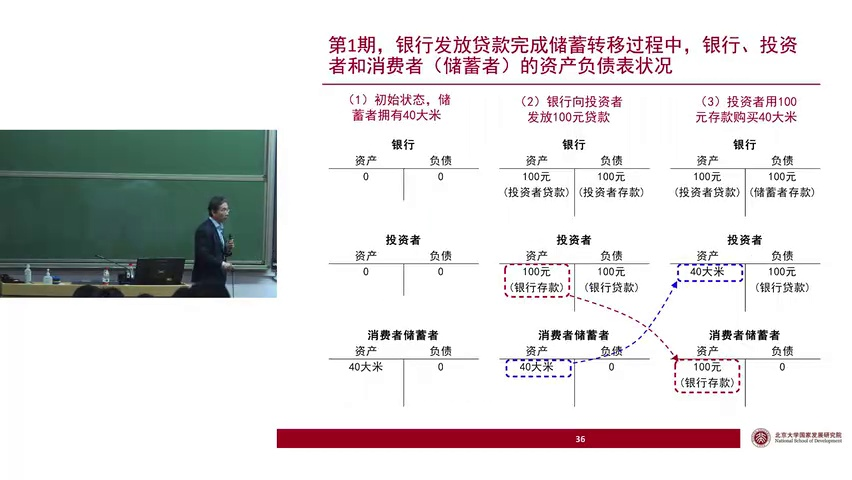 第1期，银行发放贷款完成储蓄转移过程中，银行、投资
者和消费者（储蓄者）的资产负债表状况
（1）初始状态，储
蓄者拥有40大米
（2）银行向投资者
发放100元贷款
（3）投资者用100
元存款购买40大米
银行 银行 银行
资产 负债 资产 负债 资产 负债
0 0 100元 100元 100元 100元
(投资者贷款) (投资者存款) (投资者贷款) (储蓄者存款)
投资者 投资者 投资者
资产 负债 资产 负债 资产 负债
0 0 100元 100元 40大米 100元
(银行存款) (银行贷款) (银行贷款)
消费者储蓄者 消费者储蓄者 消费者储蓄者
资产 负债 资产 负债 资产 负债
40大米 0 40大米 0 100元 0
(银行存款)
36
北京大学国家发展研究院
National School of Development